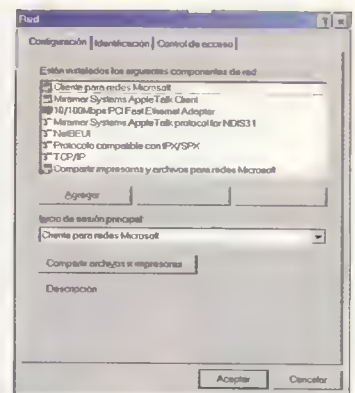 Red
Configuración Identificación Control de acceso
Están instalados los siguientes componentes de red:
Cliente para redes Microsoft
Miramar Systems AppleTalk Client
10/100Mbps PCI Fast Ethernet Adapter
Miramar Systems AppleTalk protocol for NDIS31
NetBEUI
Protocolo compatible con IPX/SPX
TCP/IP
Compartir impresoras y archivos para redes Microsoft
Agregar
Inicio de sesión principal:
Cliente para redes Microsoft
Compartir archivos e impresoras
Descripción
Aceptar Cancelar